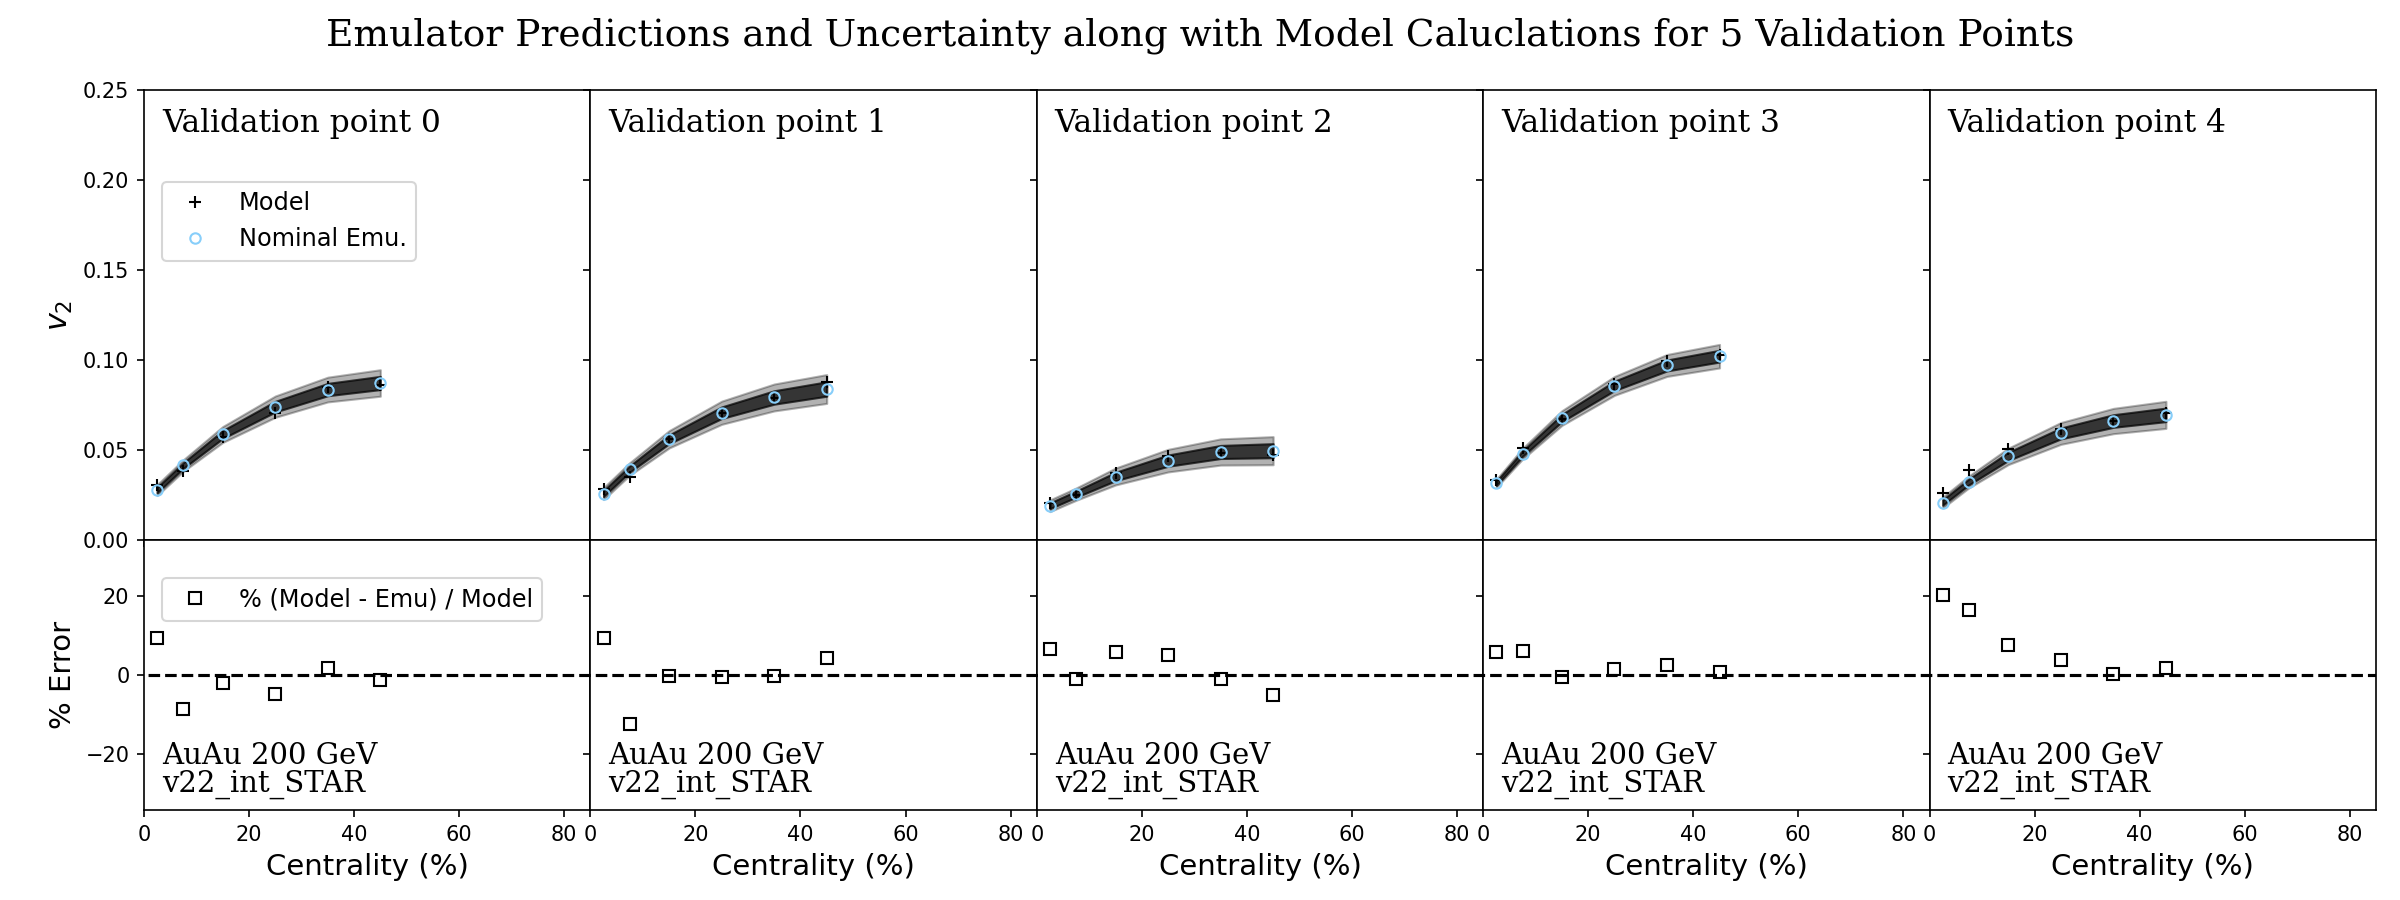 Emulator Predictions and Uncertainty along with Model Caluclations for 5 Validation Points
0.25
0.20
0.15
0.10
0.05
0.00
v2
Validation point 0
Model
Nominal Emu.
Validation point 1
Validation point 2
Validation point 3
Validation point 4
20
0
−20
% Error
% (Model - Emu) / Model
AuAu 200 GeV
v22_int_STAR
AuAu 200 GeV
v22_int_STAR
AuAu 200 GeV
v22_int_STAR
AuAu 200 GeV
v22_int_STAR
AuAu 200 GeV
v22_int_STAR
0 20 40 60 80 0 20 40 60 80 0 20 40 60 80 0 20 40 60 80 0 20 40 60 80
Centrality (%) Centrality (%) Centrality (%) Centrality (%) Centrality (%)